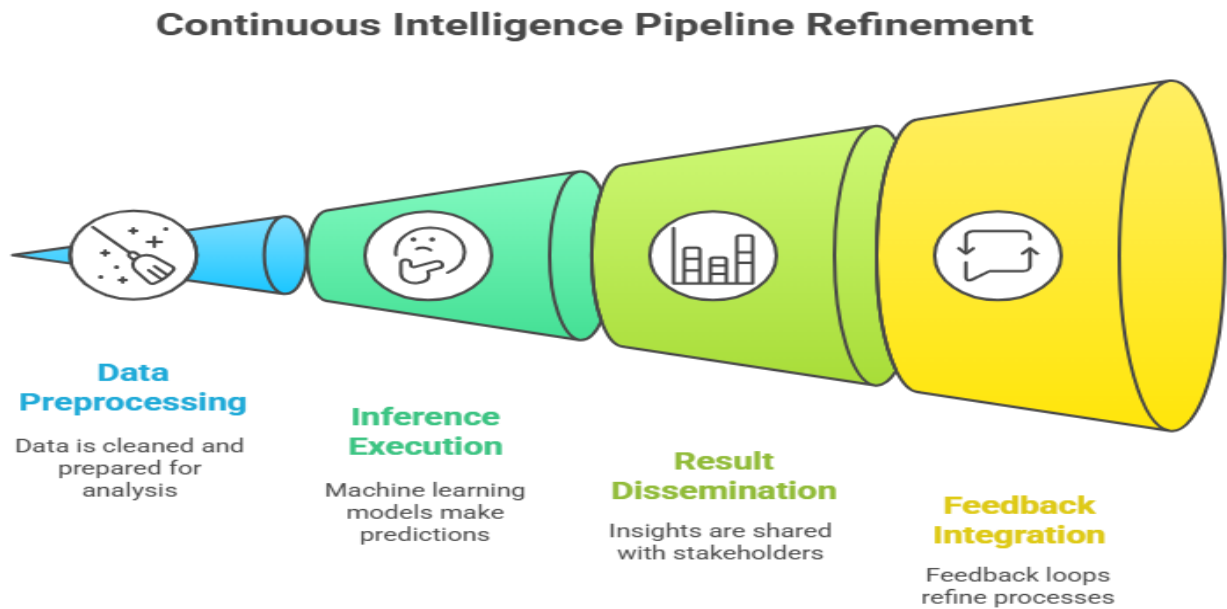 Continuous Intelligence Pipeline Refinement
Data
Preprocessing
Data is cleaned and
prepared for
analysis
Inference
Execution
Machine learning
models make
predictions
Result
Dissemination
Insights are shared
with stakeholders
Feedback
Integration
Feedback loops
refine processes